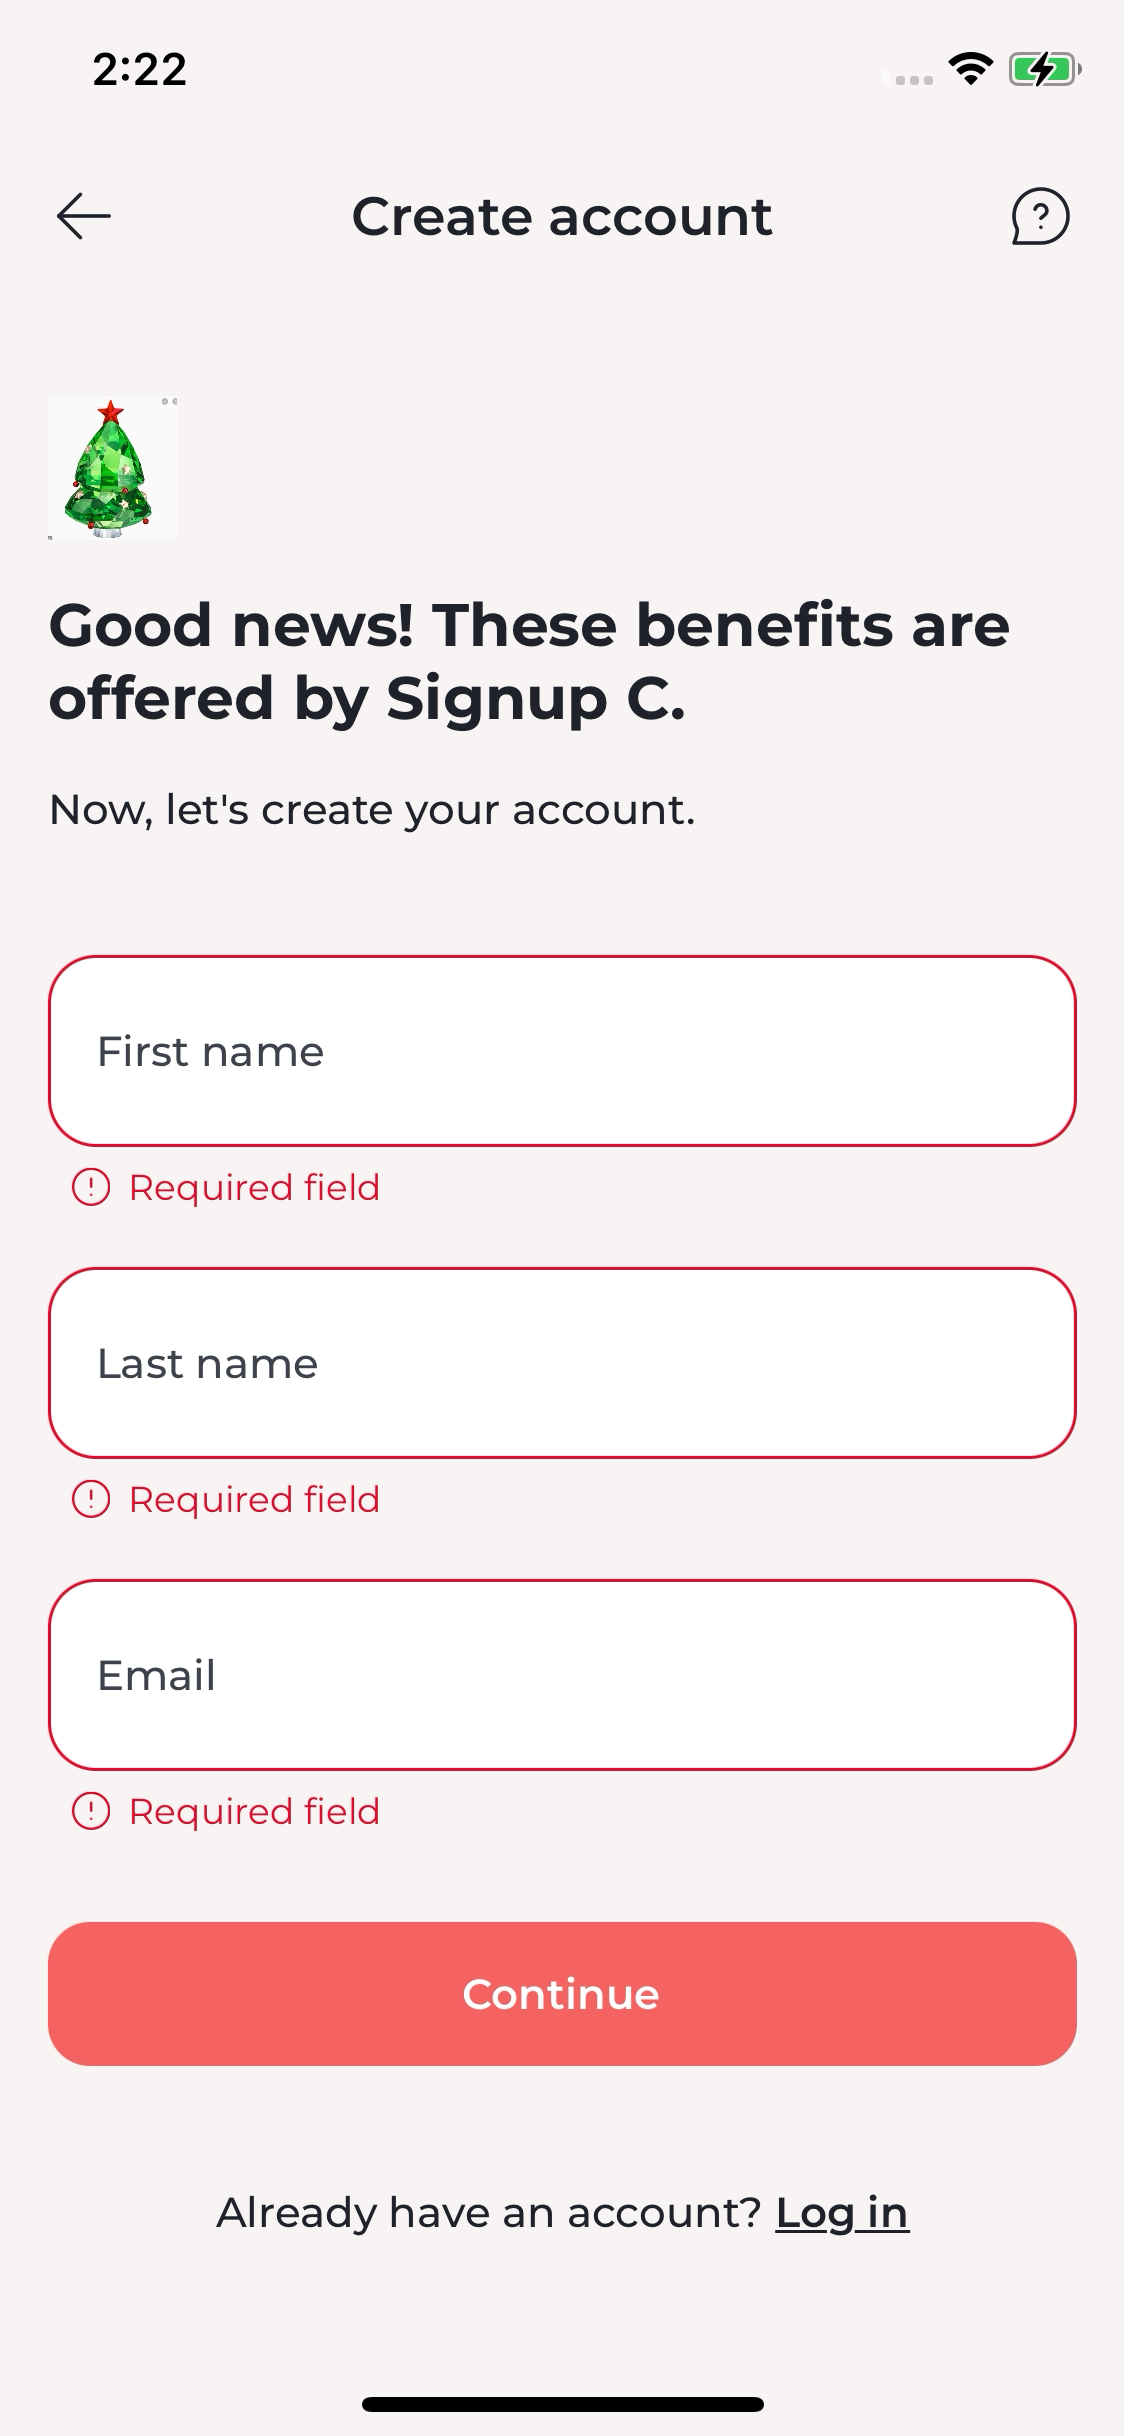 2:22
Create account
Good news! These benefits are
offered by Signup C.
Now, let's create your account.
First name
Required field
Last name
Required field
Email
Required field
Continue
Already have an account? Log in